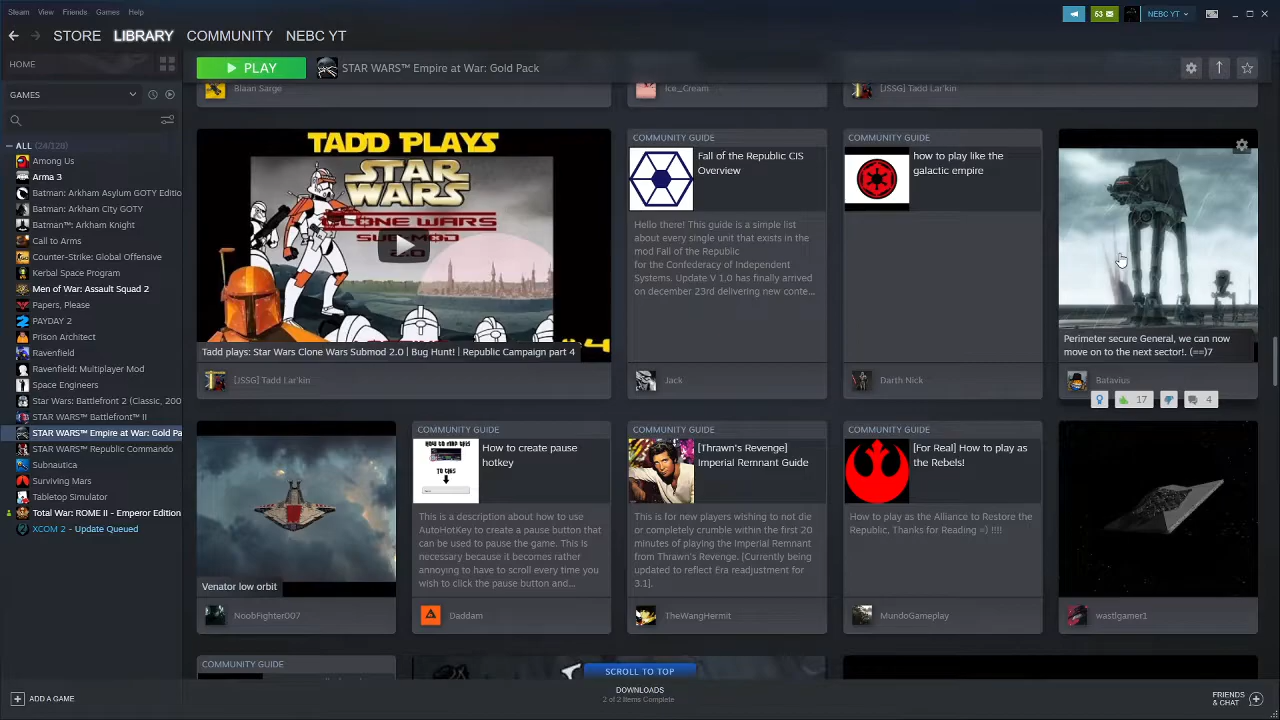 Steam View Friends Games Help
53
NEBC YT
STORE LIBRARY COMMUNITY NEBC YT
HOME
PLAY
STAR WARS™ Empire at War: Gold Pack
GAMES
Blaan Sarge
Ice_Cream
[JSSG] Tadd Lar'kin
ALL (24/128)
Among Us
Arma 3
Batman: Arkham Asylum GOTY Editio
Batman: Arkham City GOTY
Batman™: Arkham Knight
Call to Arms
Counter-Strike: Global Offensive
Kerbal Space Program
Men of War: Assault Squad 2
Papers, Please
PAYDAY 2
Prison Architect
Ravenfield
Ravenfield: Multiplayer Mod
Space Engineers
Star Wars: Battlefront 2 (Classic, 200
STAR WARS™ Battlefront™ II
STAR WARS™ Empire at War: Gold Pa
STAR WARS™ Republic Commando
Subnautica
Surviving Mars
Tabletop Simulator
Total War: ROME II - Emperor Edition
XCOM 2 - Update Queued
TADD PLAYS
STAR WARS
CLONE WARS
SUB-MOD
2.0
Tadd plays: Star Wars Clone Wars Submod 2.0 | Bug Hunt! | Republic Campaign part 4
[JSSG] Tadd Lar'kin
COMMUNITY GUIDE
Fall of the Republic CIS
Overview
Hello there! This guide is a simple list
about every single unit that exists in the
mod Fall of the Republic
for the Confederacy of Independent
Systems. Update V 1.0 has finally arrived
on december 23rd delivering new conte...
Jack
COMMUNITY GUIDE
how to play like the
galactic empire
Darth Nick
Perimeter secure General, we can now
move on to the next sector!. (==)7
Batavius
17
4
Venator low orbit
NoobFighter007
COMMUNITY GUIDE
HOW TO MAP THIS
TO THIS
How to create pause
hotkey
This is a description about how to use
AutoHotKey to create a pause button that
can be used to pause the game. This is
necessary because it becomes rather
annoying to have to scroll every time you
wish to click the pause button and...
Daddam
COMMUNITY GUIDE
[Thrawn's Revenge]
Imperial Remnant Guide
This is for new players wishing to not die
or completely crumble within the first 20
minutes of playing the Imperial Remnant
from Thrawn's Revenge. [Currently being
updated to reflect Era readjustment for
3.1].
TheWangHermit
COMMUNITY GUIDE
[For Real] How to play as
the Rebels!
How to play as the Alliance to Restore the
Republic, Thanks for Reading =) !!!!
MundoGameplay
wastlgamer1
COMMUNITY GUIDE
SCROLL TO TOP
ADD A GAME
DOWNLOADS
2 of 2 Items Complete
FRIENDS
& CHAT